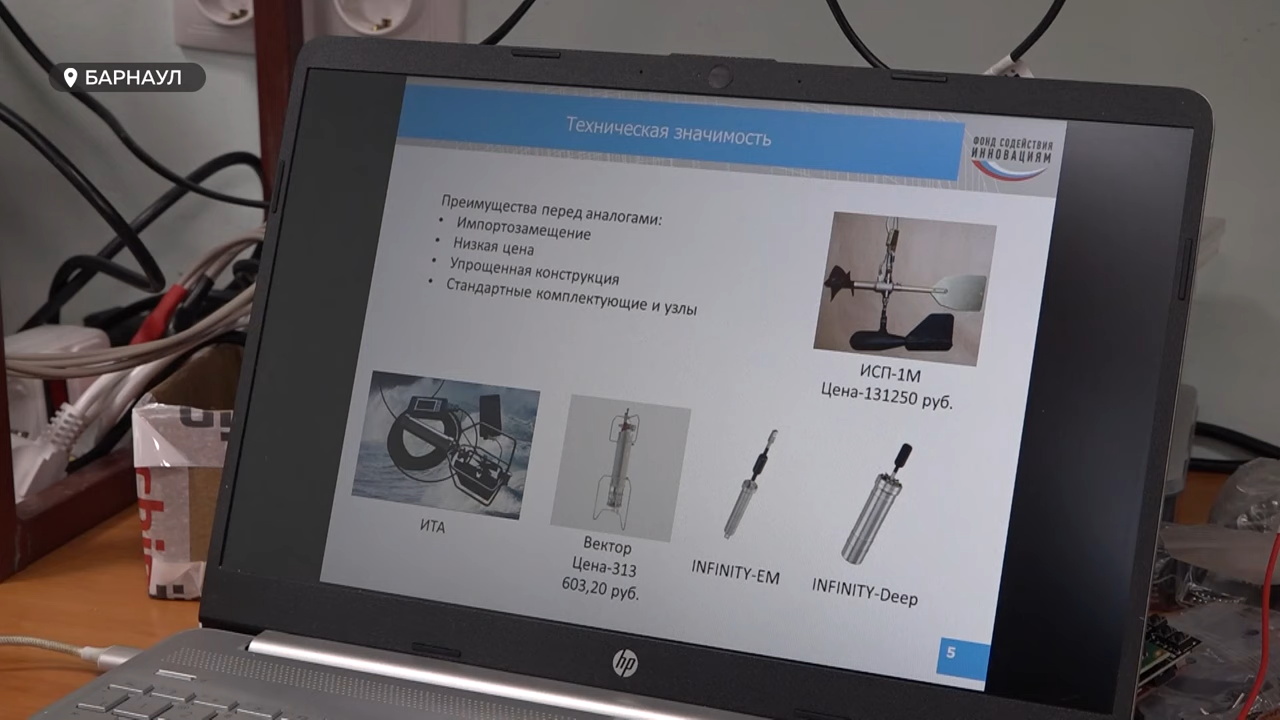 БАРНАУЛ
Техническая значимость
ФОНД СОДЕЙСТВИЯ
ИННОВАЦИЯМ
Преимущества перед аналогами:
• Импортозамещение
• Низкая цена
• Упрощенная конструкция
• Стандартные комплектующие и узлы
ИСП-1М
Цена-131250 руб.
ИТА
Вектор
Цена-313
603,20 руб.
INFINITY-EM
INFINITY-Deep
5
hp